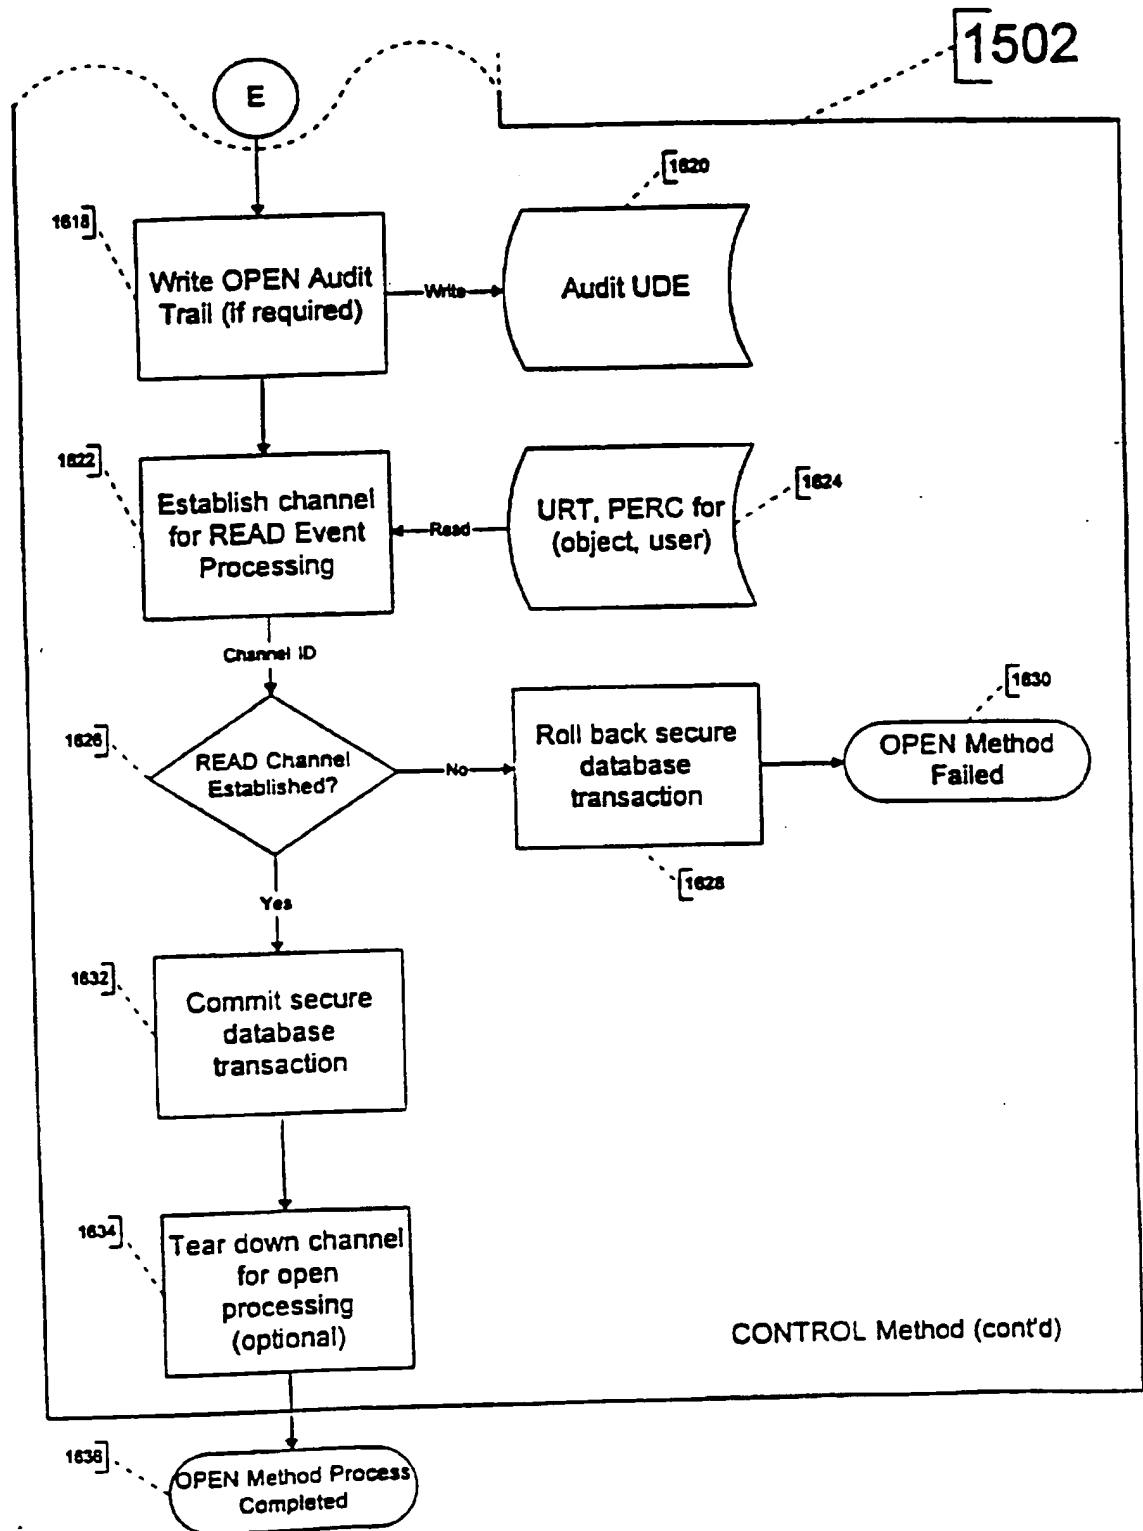 1502
E
1618
Write OPEN Audit
Trail (if required)
Write
1620
Audit UDE
1622
Establish channel
for READ Event
Processing
Read
URT, PERC for
(object, user)
1624
Channel ID
1626
READ Channel
Established?
No
Roll back secure
database
transaction
1628
1630
OPEN Method
Failed
Yes
1632
Commit secure
database
transaction
1634
Tear down channel
for open
processing
(optional)
CONTROL Method (cont'd)
1636
OPEN Method Process
Completed